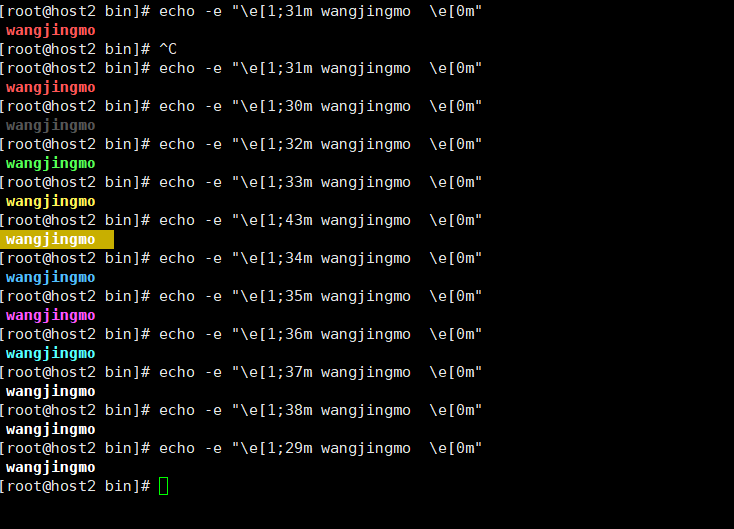 [root@host2 bin]# echo -e "\e[1;31m wangjingmo  \e[0m"
 wangjingmo
[root@host2 bin]# ^C
[root@host2 bin]# echo -e "\e[1;31m wangjingmo  \e[0m"
 wangjingmo
[root@host2 bin]# echo -e "\e[1;30m wangjingmo  \e[0m"
 wangjingmo
[root@host2 bin]# echo -e "\e[1;32m wangjingmo  \e[0m"
 wangjingmo
[root@host2 bin]# echo -e "\e[1;33m wangjingmo  \e[0m"
 wangjingmo
[root@host2 bin]# echo -e "\e[1;43m wangjingmo  \e[0m"
 wangjingmo
[root@host2 bin]# echo -e "\e[1;34m wangjingmo  \e[0m"
 wangjingmo
[root@host2 bin]# echo -e "\e[1;35m wangjingmo  \e[0m"
 wangjingmo
[root@host2 bin]# echo -e "\e[1;36m wangjingmo  \e[0m"
 wangjingmo
[root@host2 bin]# echo -e "\e[1;37m wangjingmo  \e[0m"
 wangjingmo
[root@host2 bin]# echo -e "\e[1;38m wangjingmo  \e[0m"
 wangjingmo
[root@host2 bin]# echo -e "\e[1;29m wangjingmo  \e[0m"
 wangjingmo
[root@host2 bin]#